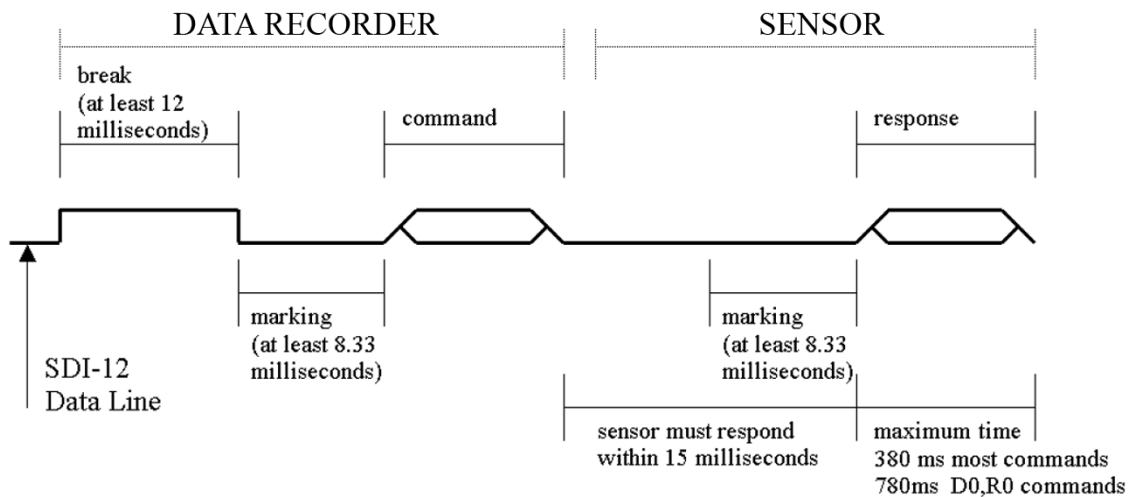 DATA RECORDER
SENSOR
break
(at least 12
milliseconds)
command
response
marking
(at least 8.33
milliseconds)
marking
(at least 8.33
milliseconds)
SDI-12
Data Line
sensor must respond
within 15 milliseconds
maximum time
380 ms most commands
780ms  D0,R0 commands